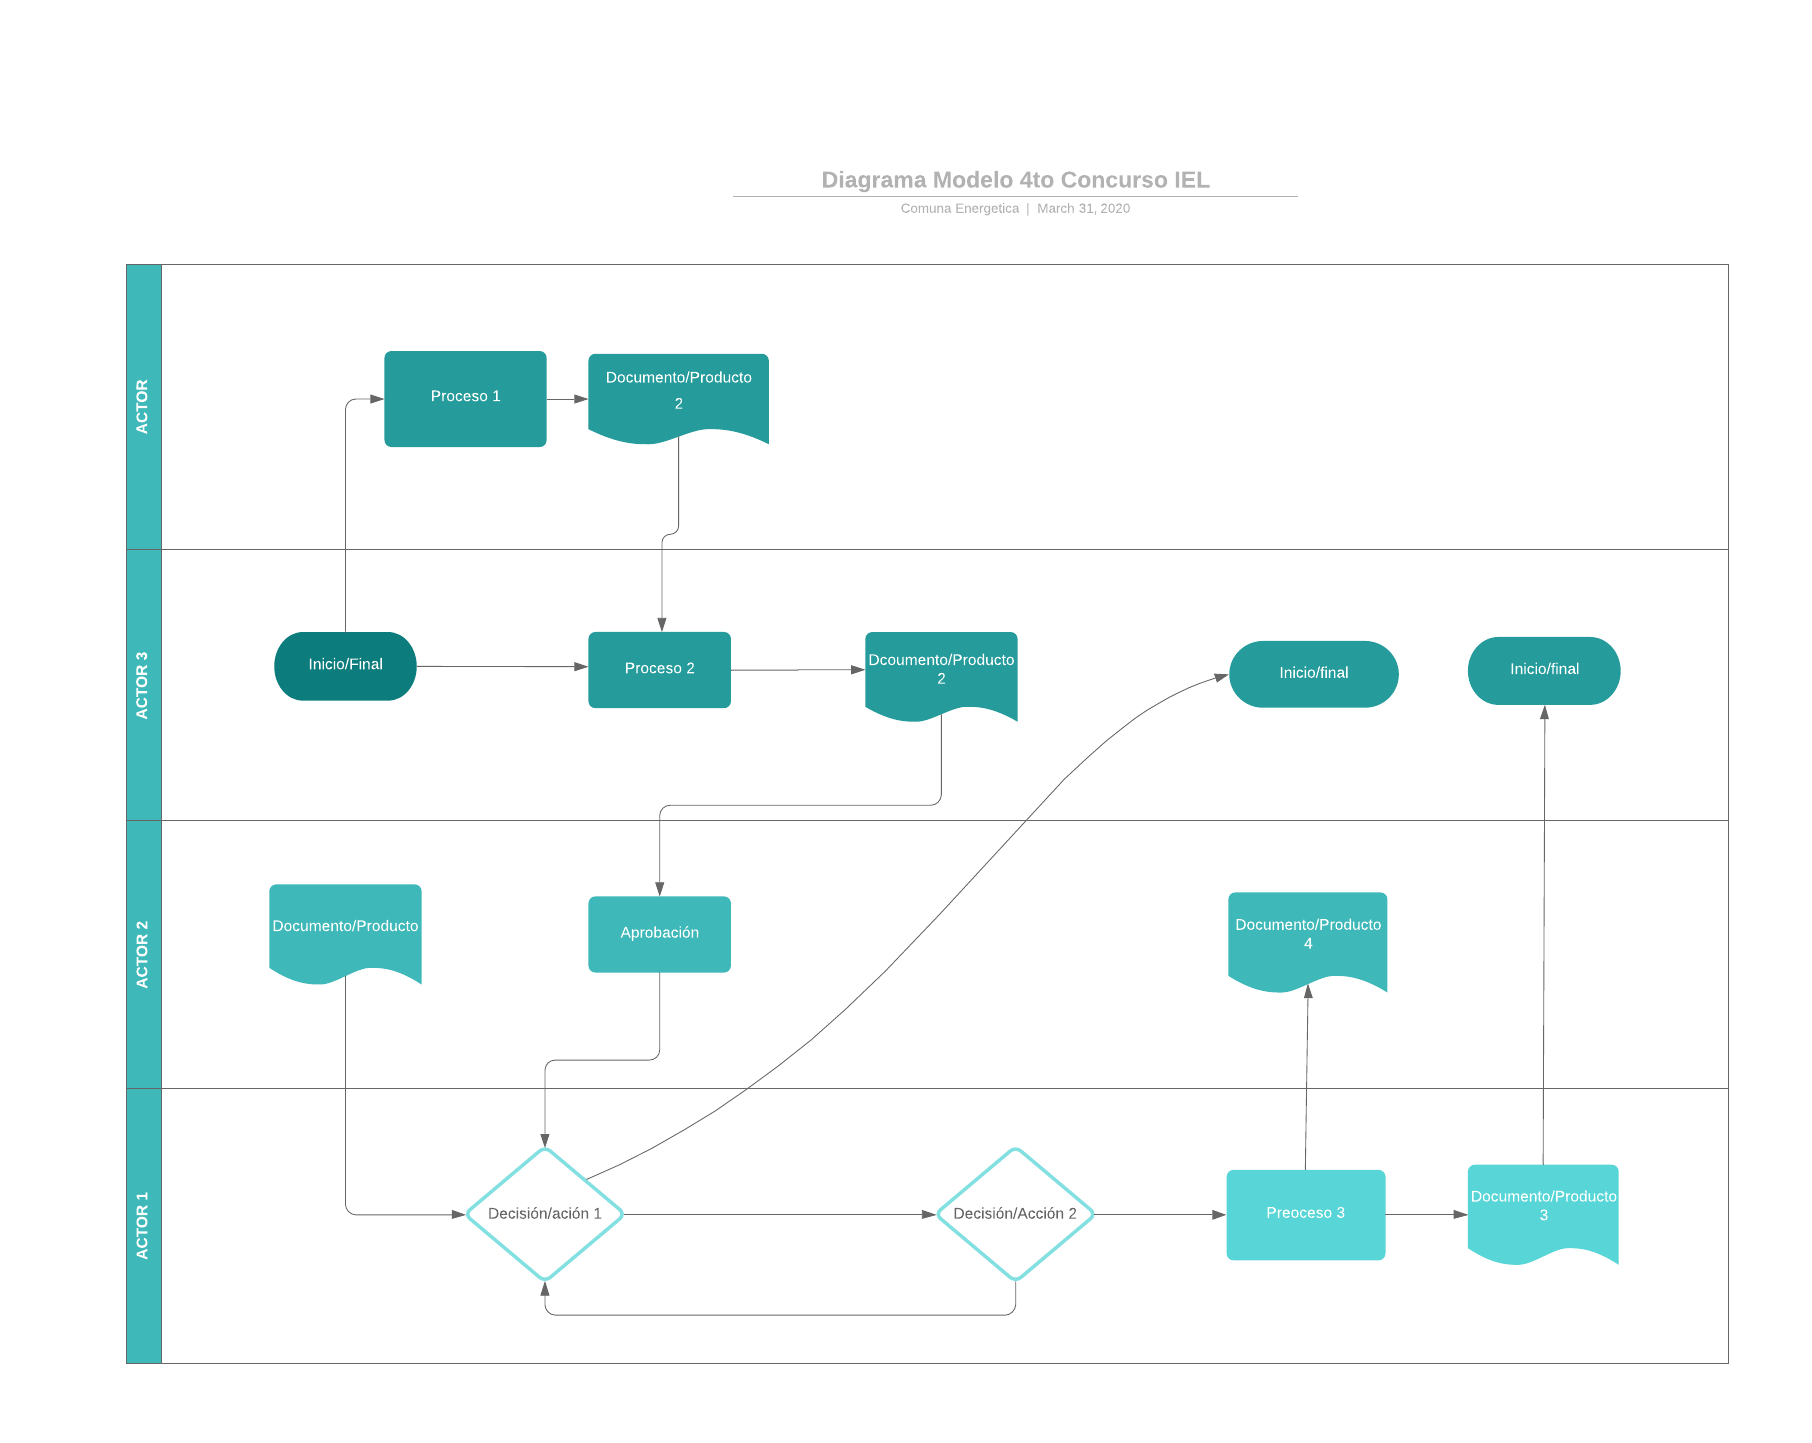 Diagrama Modelo 4to Concurso IEL
Comuna Energetica | March 31, 2020
ACTOR
Proceso 1
Documento/Producto
2
ACTOR 3
Inicio/Final
Proceso 2
Dcoumento/Producto
2
Inicio/final
Inicio/final
ACTOR 2
Documento/Producto
Aprobación
Documento/Producto
4
ACTOR 1
Decisión/ación 1
Decisión/Acción 2
Preoceso 3
Documento/Producto
3